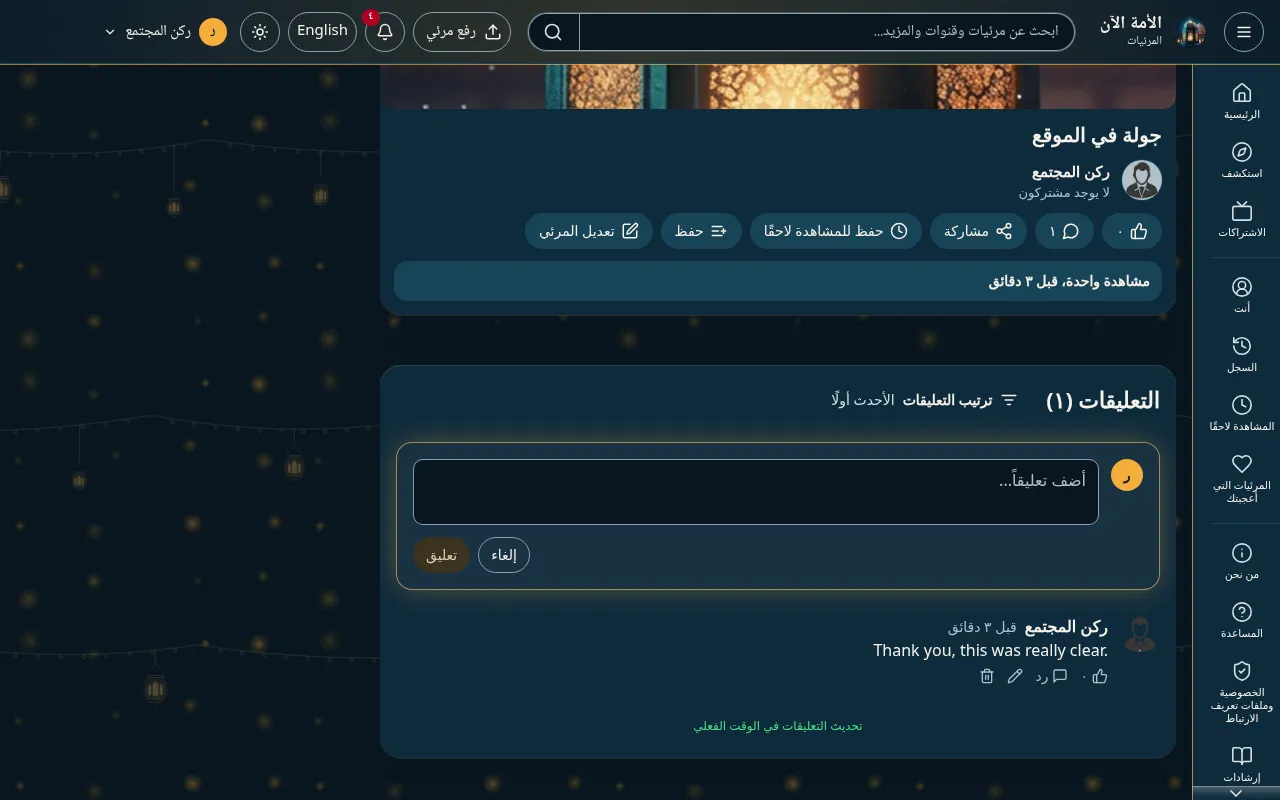 الأمة الآن
المرئيات
ابحث عن مرئيات وقنوات والمزيد...
رفع مرئي
٤
English
ر
ركن المجتمع
الرئيسية
استكشف
الاشتراكات
أنت
السجل
المشاهدة لاحقًا
المرئيات التي
أعجبتك
من نحن
المساعدة
الخصوصية
وملفات تعريف
الارتباط
إرشادات
جولة في الموقع
ركن المجتمع
لا يوجد مشتركون
٠
١
مشاركة
حفظ للمشاهدة لاحقًا
حفظ
تعديل المرئي
مشاهدة واحدة، قبل ٣ دقائق
التعليقات (١)
ترتيب التعليقات الأحدث أولًا
ر
أضف تعليقاً...
إلغاء
تعليق
ركن المجتمع قبل ٣ دقائق
Thank you, this was really clear.
٠
رد
تحديث التعليقات في الوقت الفعلي